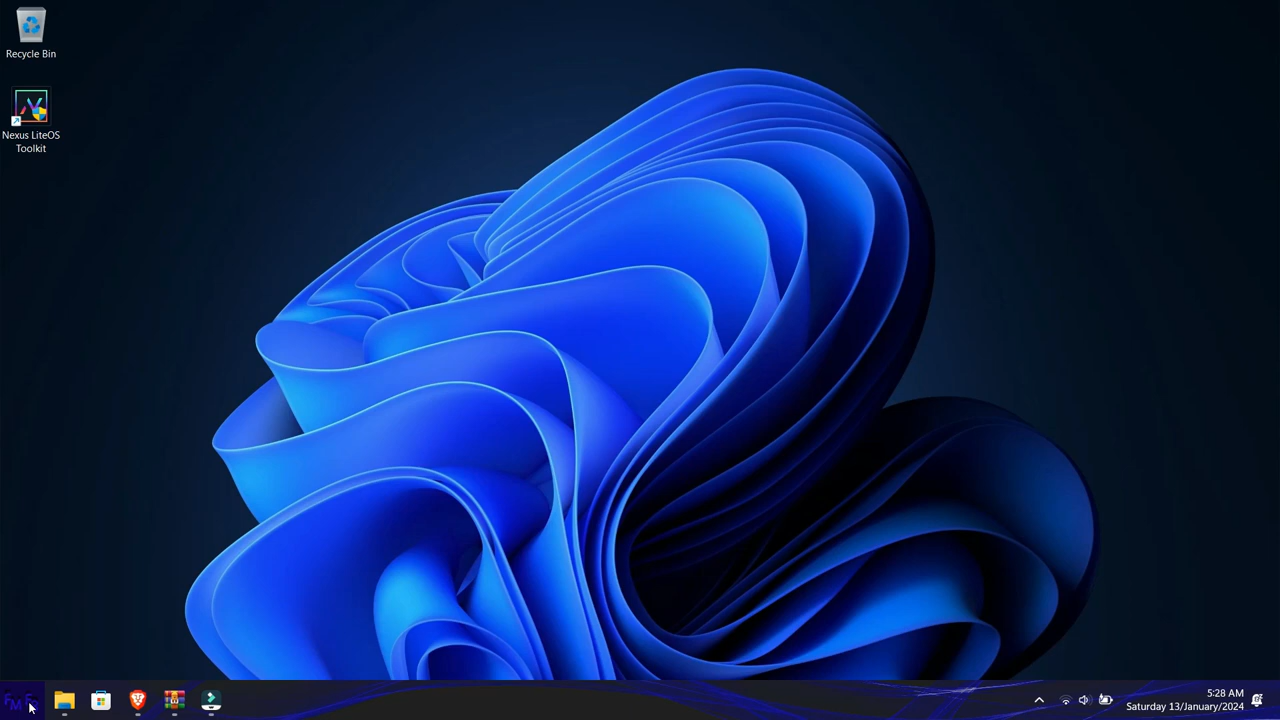 Recycle Bin
Nexus LiteOS
Toolkit
5:28 AM
Saturday 13/January/2024